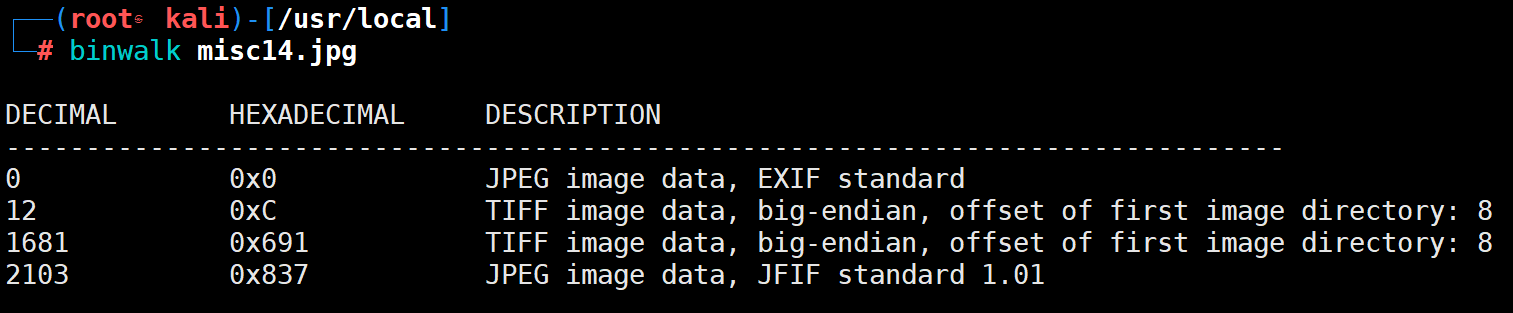 ┌──(root㉿ kali)-[/usr/local]
└─# binwalk misc14.jpg
DECIMAL       HEXADECIMAL     DESCRIPTION
--------------------------------------------------------------------------------
0             0x0             JPEG image data, EXIF standard
12            0xC             TIFF image data, big-endian, offset of first image directory: 8
1681          0x691           TIFF image data, big-endian, offset of first image directory: 8
2103          0x837           JPEG image data, JFIF standard 1.01